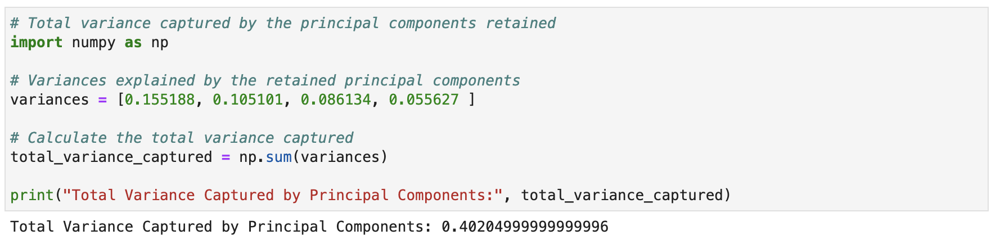 # Total variance captured by the principal components retained
import numpy as np
# Variances explained by the retained principal components
variances = [0.155188, 0.105101, 0.086134, 0.055627 ]
# Calculate the total variance captured
total_variance_captured = np.sum(variances)
print("Total Variance Captured by Principal Components:", total_variance_captured)
Total Variance Captured by Principal Components: 0.40204999999999996